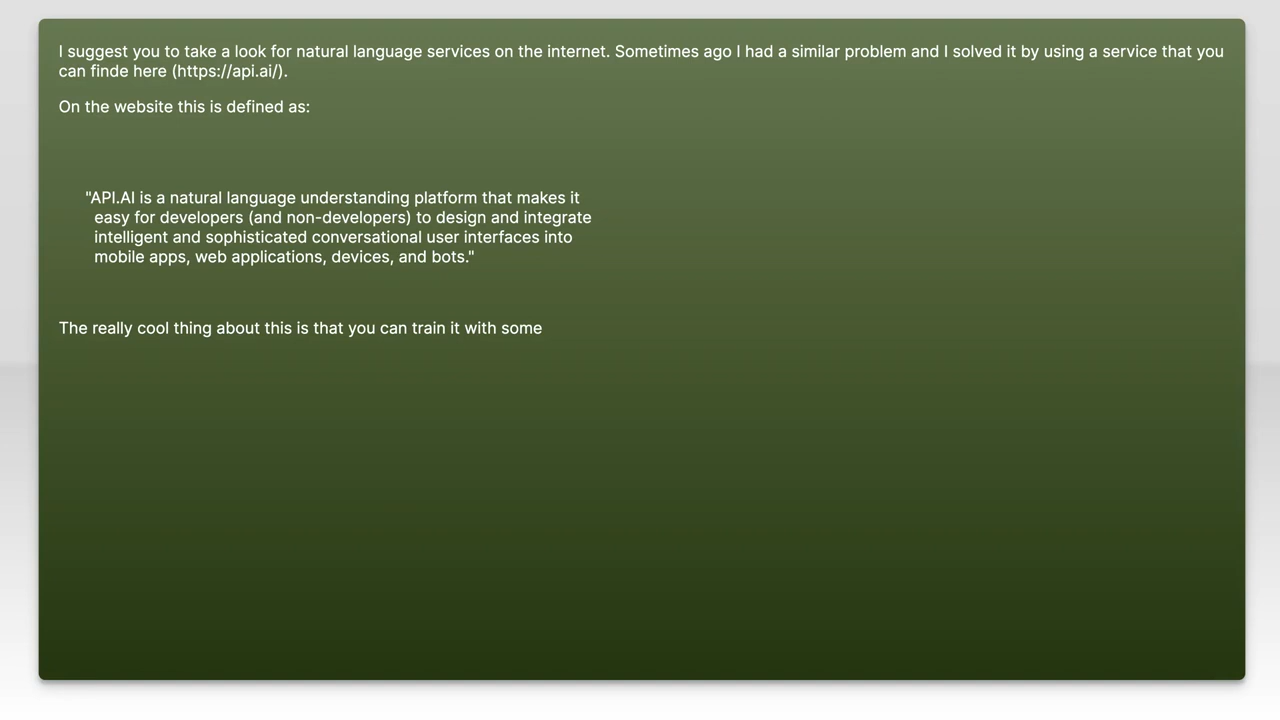 I suggest you to take a look for natural language services on the internet. Sometimes ago I had a similar problem and I solved it by using a service that you
can finde here (https://api.ai/).
On the website this is defined as:
"API.AI is a natural language understanding platform that makes it
easy for developers (and non-developers) to design and integrate
intelligent and sophisticated conversational user interfaces into
mobile apps, web applications, devices, and bots."
The really cool thing about this is that you can train it with some